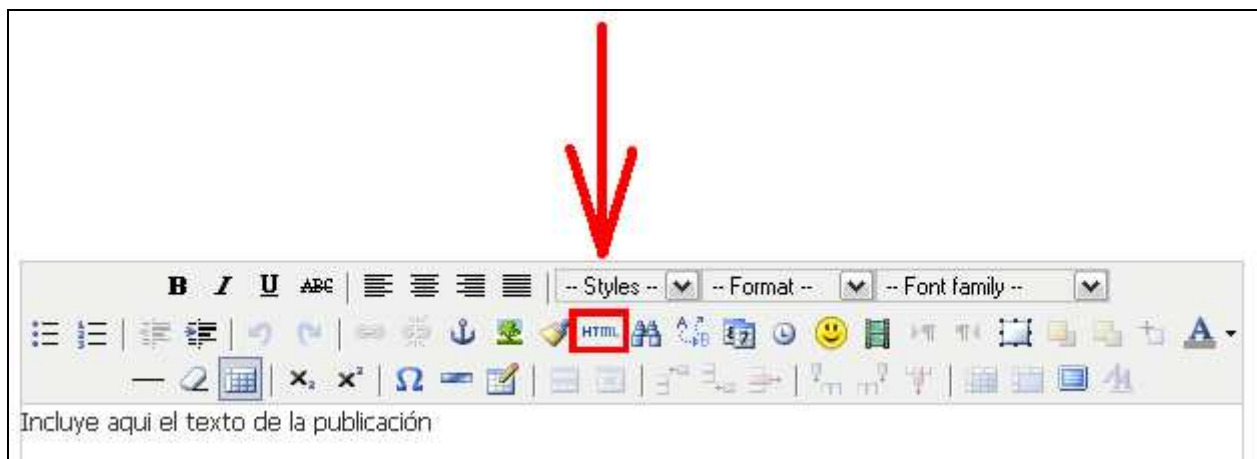 B I U ABC -- Styles -- -- Format -- -- Font family --
HTML A
Incluye aqui el texto de la publicación